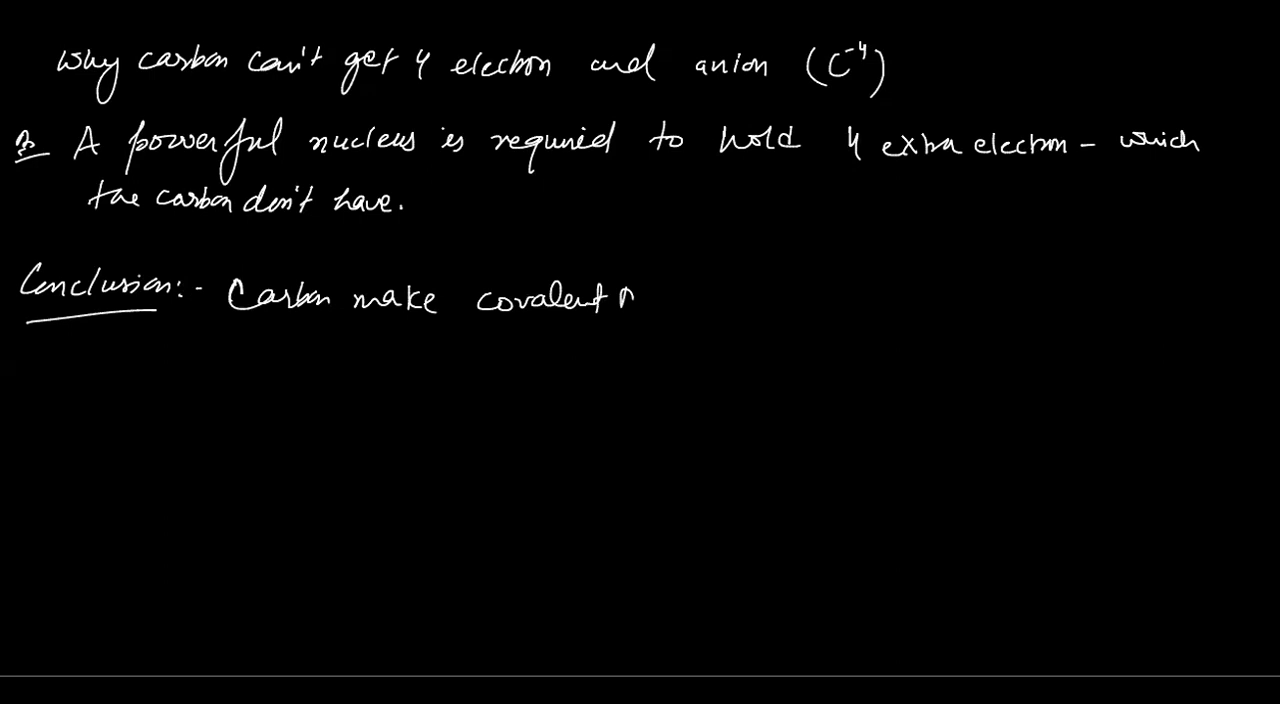 Why carbon can't get 4 electron and anion (C⁻⁴)
A powerful nucleus is required to hold 4 extra electron - which
the carbon don't have.
Conclusion:- Carbon make covalent